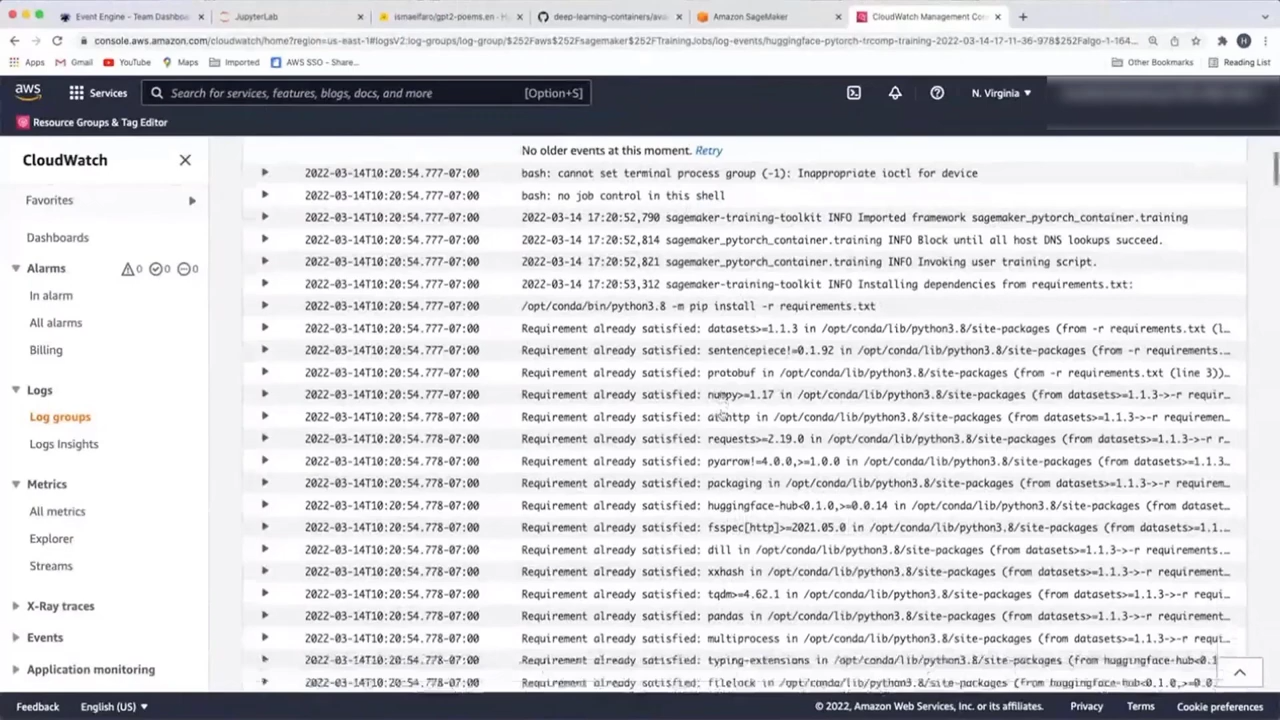 Event Engine - Team Dashboa
JupyterLab
ismaelfaro/gpt2-poems.en - H
deep-learning-containers/ava
Amazon SageMaker
CloudWatch Management Con
console.aws.amazon.com/cloudwatch/home?region=us-east-1#logsV2:log-groups/log-group/$252Faws$252Fsagemaker$252FTrainingJobs/log-events/huggingface-pytorch-trcomp-training-2022-03-14-17-11-36-978$252Falgo-1-164...
Apps
Gmail
YouTube
Maps
Imported
AWS SSO - Share...
Other Bookmarks
Reading List
aws
Services
Search for services, features, blogs, docs, and more
[Option+S]
N. Virginia
Resource Groups & Tag Editor
CloudWatch
Favorites
Dashboards
Alarms 0 0 0
In alarm
All alarms
Billing
Logs
Log groups
Logs Insights
Metrics
All metrics
Explorer
Streams
X-Ray traces
Events
Application monitoring
No older events at this moment. Retry
2022-03-14T10:20:54.777-07:00 bash: cannot set terminal process group (-1): Inappropriate ioctl for device
2022-03-14T10:20:54.777-07:00 bash: no job control in this shell
2022-03-14T10:20:54.777-07:00 2022-03-14 17:20:52,790 sagemaker-training-toolkit INFO Imported framework sagemaker_pytorch_container.training
2022-03-14T10:20:54.777-07:00 2022-03-14 17:20:52,814 sagemaker_pytorch_container.training INFO Block until all host DNS lookups succeed.
2022-03-14T10:20:54.777-07:00 2022-03-14 17:20:52,821 sagemaker_pytorch_container.training INFO Invoking user training script.
2022-03-14T10:20:54.777-07:00 2022-03-14 17:20:53,312 sagemaker-training-toolkit INFO Installing dependencies from requirements.txt:
2022-03-14T10:20:54.777-07:00 /opt/conda/bin/python3.8 -m pip install -r requirements.txt
2022-03-14T10:20:54.777-07:00 Requirement already satisfied: datasets>=1.1.3 in /opt/conda/lib/python3.8/site-packages (from -r requirements.txt (l…
2022-03-14T10:20:54.777-07:00 Requirement already satisfied: sentencepiece!=0.1.92 in /opt/conda/lib/python3.8/site-packages (from -r requirements.…
2022-03-14T10:20:54.777-07:00 Requirement already satisfied: protobuf in /opt/conda/lib/python3.8/site-packages (from -r requirements.txt (line 3))…
2022-03-14T10:20:54.777-07:00 Requirement already satisfied: numpy>=1.17 in /opt/conda/lib/python3.8/site-packages (from datasets>=1.1.3->-r requir…
2022-03-14T10:20:54.778-07:00 Requirement already satisfied: aiohttp in /opt/conda/lib/python3.8/site-packages (from datasets>=1.1.3->-r requiremen…
2022-03-14T10:20:54.778-07:00 Requirement already satisfied: requests>=2.19.0 in /opt/conda/lib/python3.8/site-packages (from datasets>=1.1.3->-r r…
2022-03-14T10:20:54.778-07:00 Requirement already satisfied: pyarrow!=4.0.0,>=1.0.0 in /opt/conda/lib/python3.8/site-packages (from datasets>=1.1.3…
2022-03-14T10:20:54.778-07:00 Requirement already satisfied: packaging in /opt/conda/lib/python3.8/site-packages (from datasets>=1.1.3->-r requirem…
2022-03-14T10:20:54.778-07:00 Requirement already satisfied: huggingface-hub<0.1.0,>=0.0.14 in /opt/conda/lib/python3.8/site-packages (from dataset…
2022-03-14T10:20:54.778-07:00 Requirement already satisfied: fsspec[http]>=2021.05.0 in /opt/conda/lib/python3.8/site-packages (from datasets>=1.1.…
2022-03-14T10:20:54.778-07:00 Requirement already satisfied: dill in /opt/conda/lib/python3.8/site-packages (from datasets>=1.1.3->-r requirements.…
2022-03-14T10:20:54.778-07:00 Requirement already satisfied: xxhash in /opt/conda/lib/python3.8/site-packages (from datasets>=1.1.3->-r requirement…
2022-03-14T10:20:54.778-07:00 Requirement already satisfied: tqdm>=4.62.1 in /opt/conda/lib/python3.8/site-packages (from datasets>=1.1.3->-r requi…
2022-03-14T10:20:54.778-07:00 Requirement already satisfied: pandas in /opt/conda/lib/python3.8/site-packages (from datasets>=1.1.3->-r requirement…
2022-03-14T10:20:54.778-07:00 Requirement already satisfied: multiprocess in /opt/conda/lib/python3.8/site-packages (from datasets>=1.1.3->-r requi…
2022-03-14T10:20:54.778-07:00 Requirement already satisfied: typing-extensions in /opt/conda/lib/python3.8/site-packages (from huggingface-hub<0.1
2022-03-14T10:20:54.778-07:00 Requirement already satisfied: filelock in /opt/conda/lib/python3.8/site-packages (from huggingface-hub<0.1.0,>=0.0
Feedback
English (US)
© 2022, Amazon Web Services, Inc. or its affiliates.
Privacy
Terms
Cookie preferences